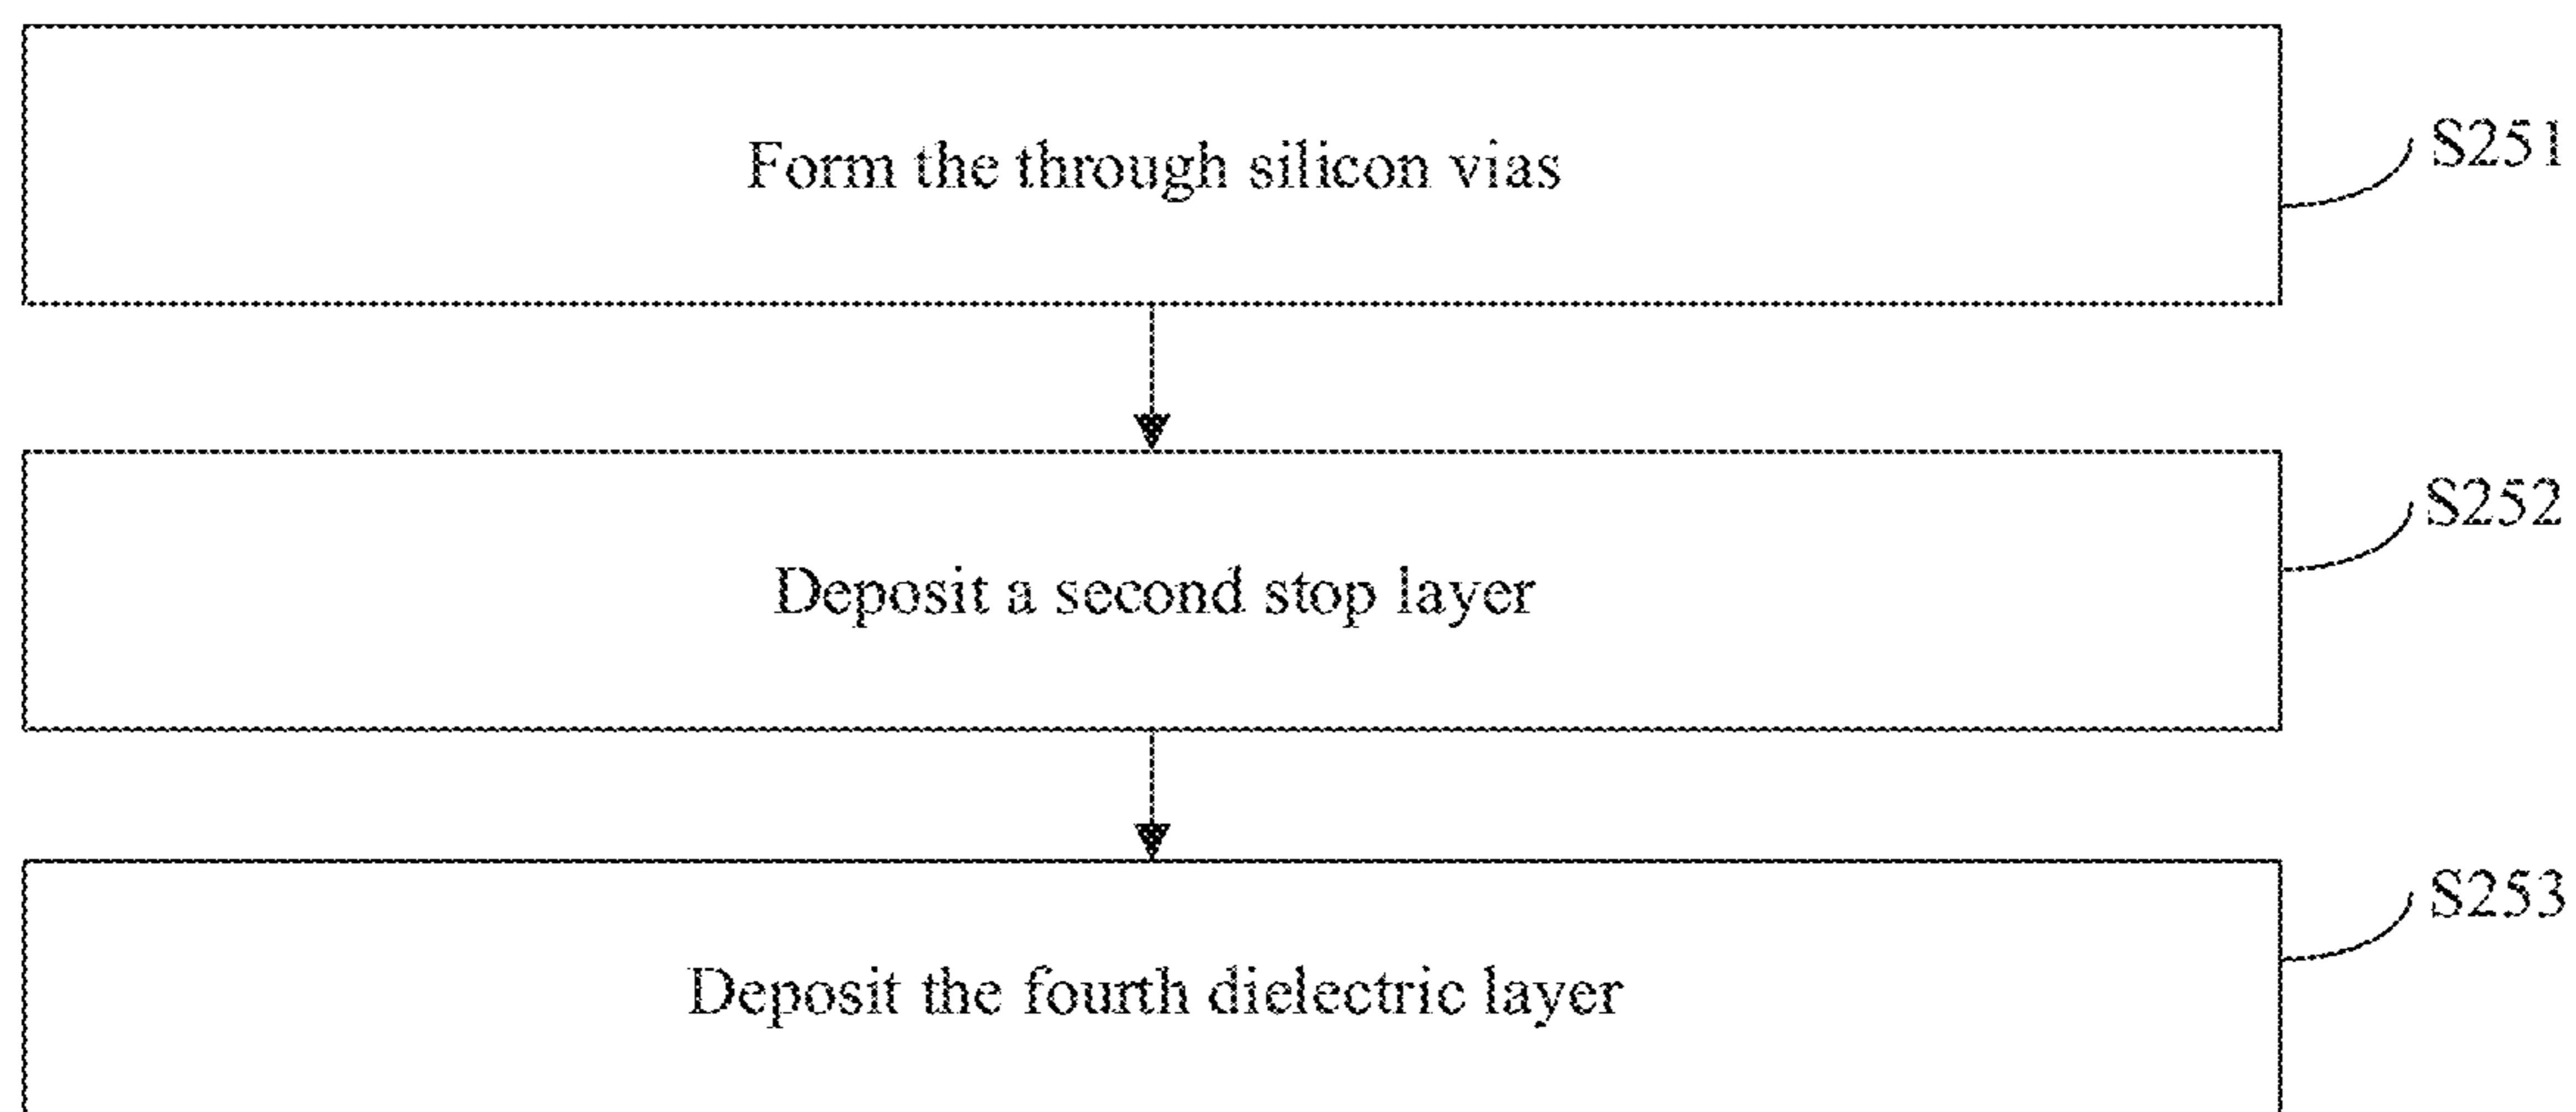 Form the through silicon vias
S251
Deposit a second stop layer
S252
Deposit the fourth dielectric layer
S253